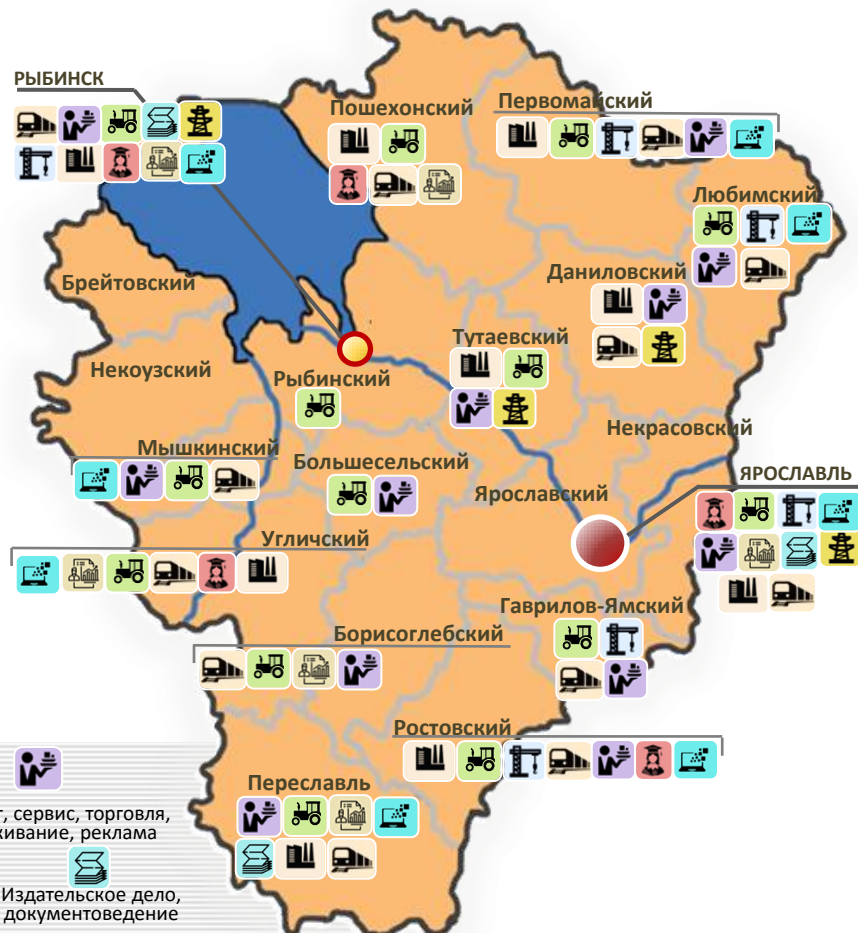 РЫБИНСК
Пошехонский
Первомайский
Любимский
Даниловский
Брейтовский
Тутаевский
Некоузский
Рыбинский
Некрасовский
Мышкинский
Большесельский
ЯРОСЛАВЛЬ
Ярославский
Угличский
Гаврилов-Ямский
Борисоглебский
Ростовский
Переславль
сервис, торговля,
реклама
Издательское дело,
документоведение